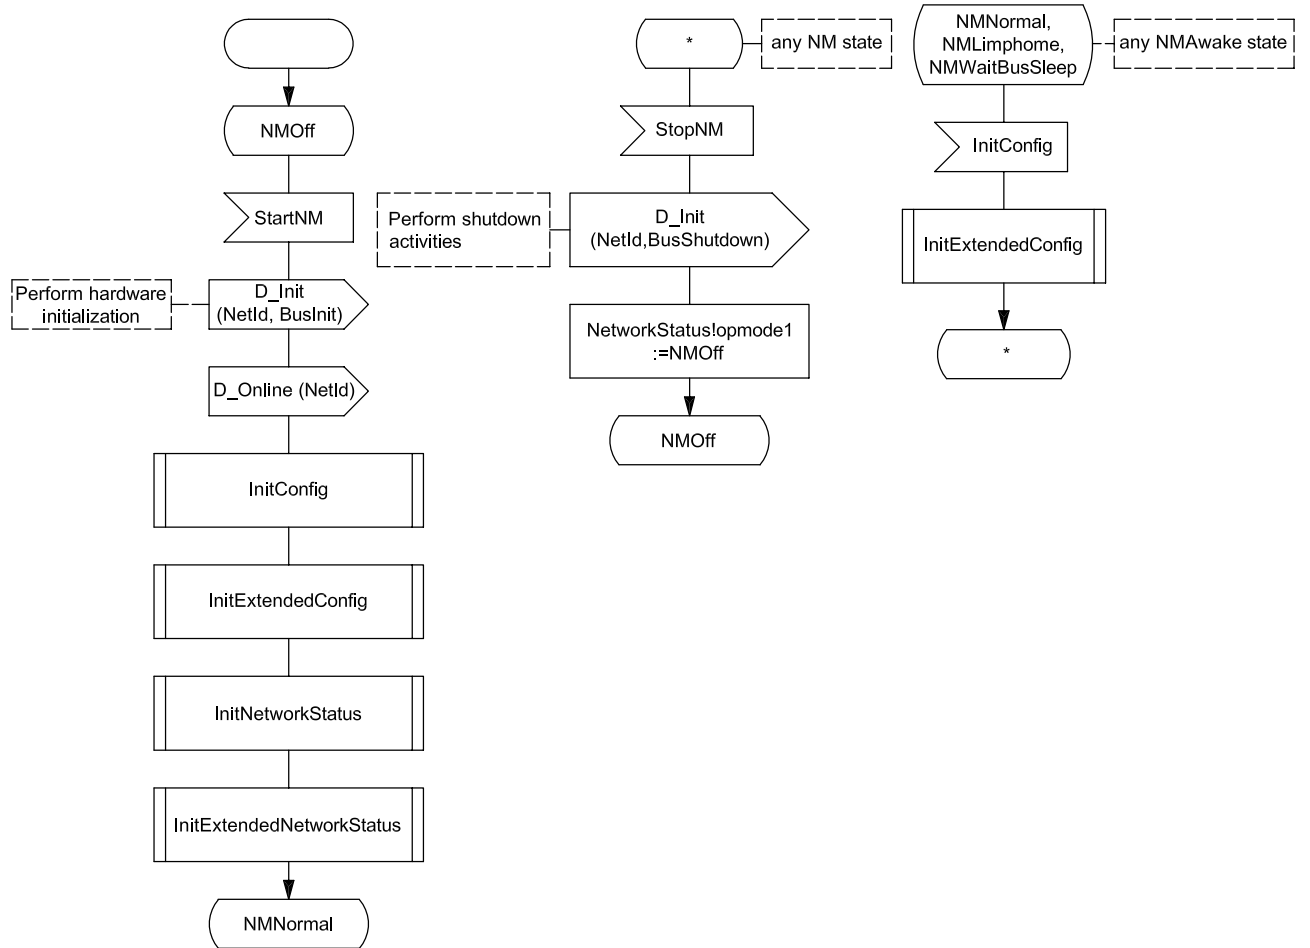 NMOff
StartNM
Perform hardware
initialization
D_Init
(NetId, BusInit)
D_Online (NetId)
InitConfig
InitExtendedConfig
InitNetworkStatus
InitExtendedNetworkStatus
NMNormal
*
any NM state
StopNM
Perform shutdown
activities
D_Init
(NetId,BusShutdown)
NetworkStatus!opmode1
:=NMOff
NMOff
NMNormal,
NMLimphome,
NMWaitBusSleep
any NMAwake state
InitConfig
InitExtendedConfig
*